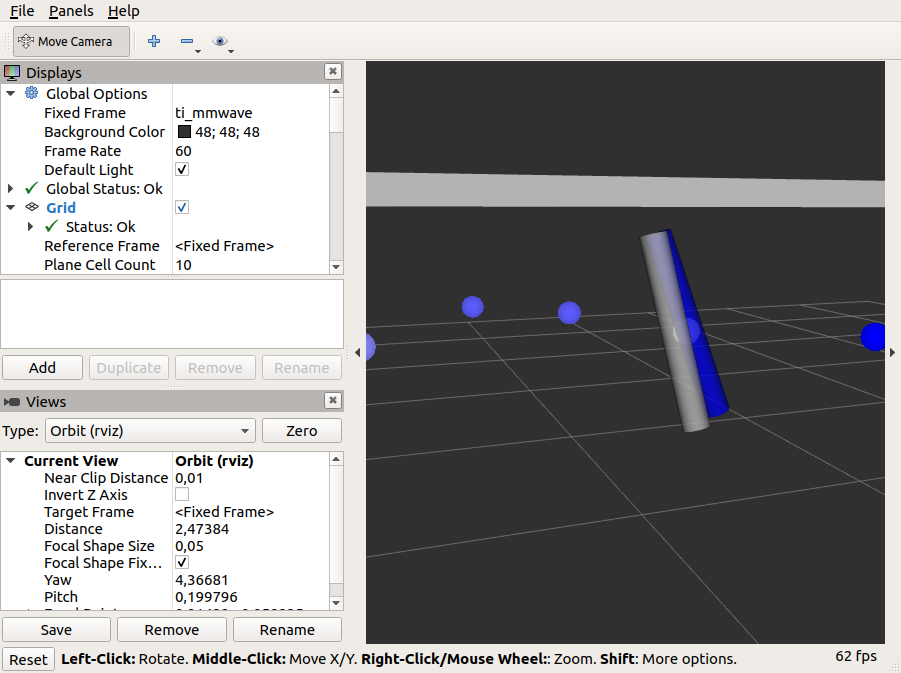 File Panels Help
Move Camera
Displays
Global Options
Fixed Frame ti_mmwave
Background Color 48; 48; 48
Frame Rate 60
Default Light
Global Status: Ok
Grid
Status: Ok
Reference Frame <Fixed Frame>
Plane Cell Count 10
Add Duplicate Remove Rename
Views
Type: Orbit (rviz) Zero
Current View Orbit (rviz)
Near Clip Distance 0,01
Invert Z Axis
Target Frame <Fixed Frame>
Distance 2,47384
Focal Shape Size 0,05
Focal Shape Fix...
Yaw 4,36681
Pitch 0,199796
Save Remove Rename
Reset Left-Click: Rotate. Middle-Click: Move X/Y. Right-Click/Mouse Wheel:: Zoom. Shift: More options. 62 fps